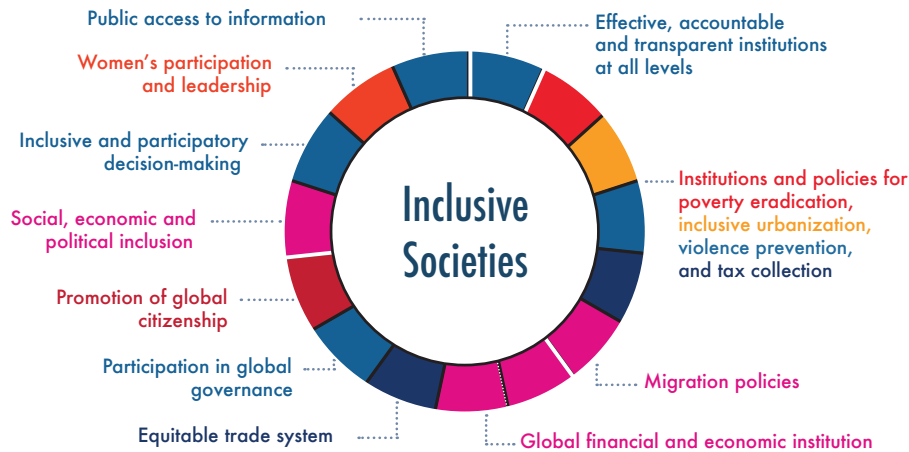 Public access to information
Effective, accountable
and transparent institutions
at all levels
Women's participation
and leadership
Inclusive and participatory
decision-making
Institutions and policies for
poverty eradication,
inclusive urbanization,
violence prevention,
and tax collection
Inclusive
Societies
Social, economic and
political inclusion
Promotion of global
citizenship
Participation in global
governance
Migration policies
Equitable trade system
Global financial and economic institution